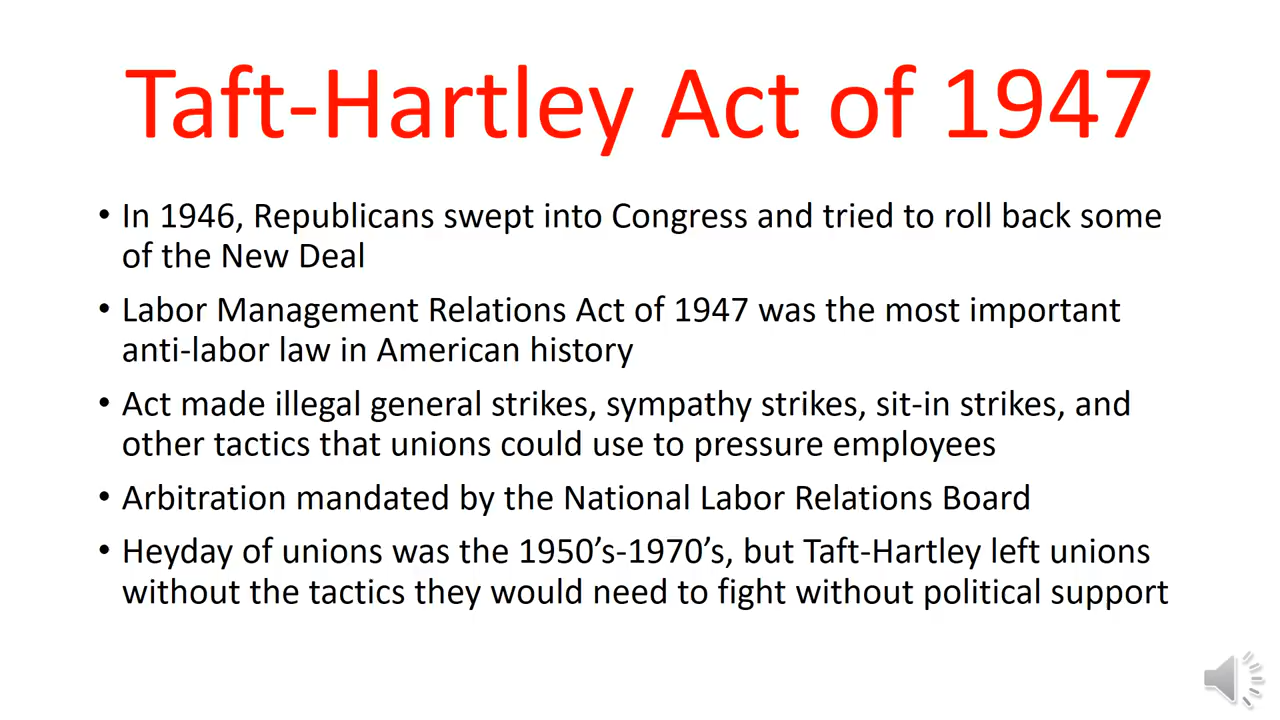 Taft-Hartley Act of 1947
• In 1946, Republicans swept into Congress and tried to roll back some
of the New Deal
• Labor Management Relations Act of 1947 was the most important
anti-labor law in American history
• Act made illegal general strikes, sympathy strikes, sit-in strikes, and
other tactics that unions could use to pressure employees
• Arbitration mandated by the National Labor Relations Board
• Heyday of unions was the 1950’s-1970’s, but Taft-Hartley left unions
without the tactics they would need to fight without political support